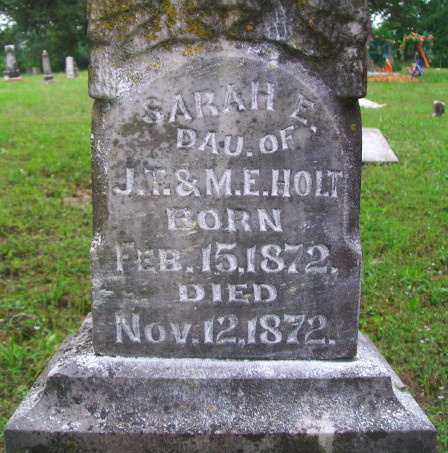 SARAH E.
DAU. OF
J.T. & M.E. HOLT
BORN
FEB. 15, 1872.
DIED
NOV. 12, 1872.